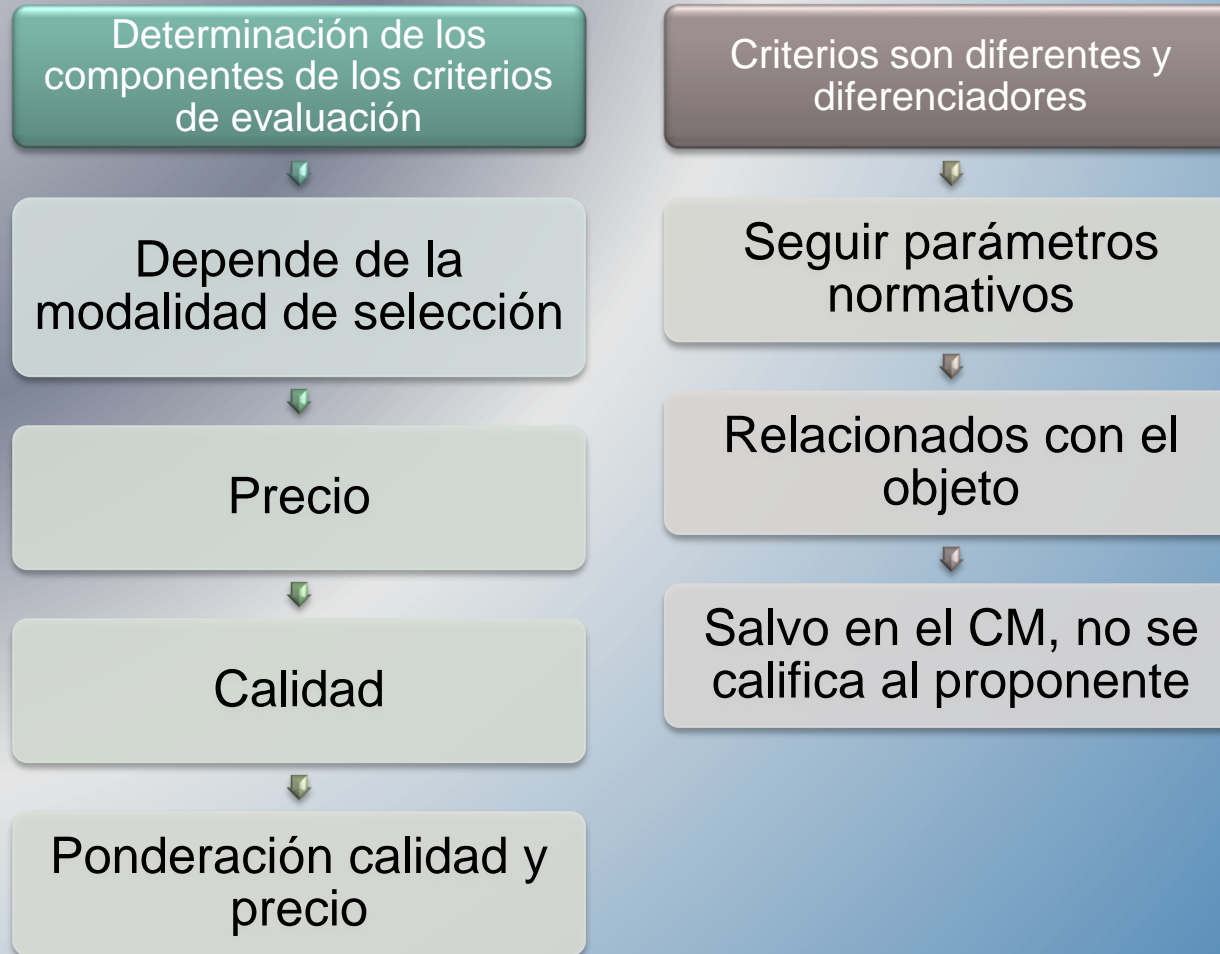 Determinación de los
componentes de los criterios
de evaluación
Depende de la
modalidad de selección
Precio
Calidad
Ponderación calidad y
precio
Criterios son diferentes y
diferenciadores
Seguir parámetros
normativos
Relacionados con el
objeto
Salvo en el CM, no se
califica al proponente